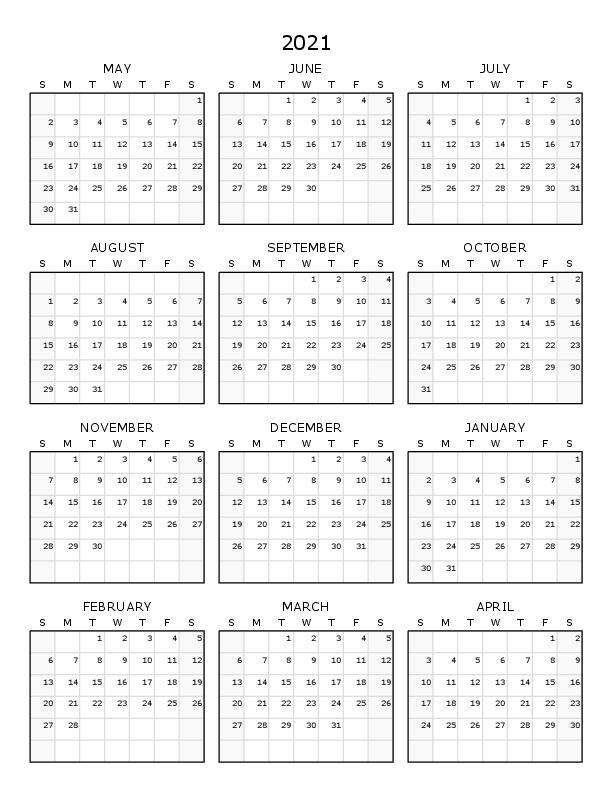 2021
MAY JUNE JULY
S M T W T F S S M T W T F S S M T W T F S
1 1 2 3 4 5 1 2 3
2 3 4 5 6 7 8 6 7 8 9 10 11 12 4 5 6 7 8 9 10
9 10 11 12 13 14 15 13 14 15 16 17 18 19 11 12 13 14 15 16 17
16 17 18 19 20 21 22 20 21 22 23 24 25 26 18 19 20 21 22 23 24
23 24 25 26 27 28 29 27 28 29 30 25 26 27 28 29 30 31
30 31
AUGUST SEPTEMBER OCTOBER
S M T W T F S S M T W T F S S M T W T F S
1 2 3 4 1 2
1 2 3 4 5 6 7 5 6 7 8 9 10 11 3 4 5 6 7 8 9
8 9 10 11 12 13 14 12 13 14 15 16 17 18 10 11 12 13 14 15 16
15 16 17 18 19 20 21 19 20 21 22 23 24 25 17 18 19 20 21 22 23
22 23 24 25 26 27 28 26 27 28 29 30 24 25 26 27 28 29 30
29 30 31 31
NOVEMBER DECEMBER JANUARY
S M T W T F S S M T W T F S S M T W T F S
1 2 3 4 5 6 1 2 3 4 1
7 8 9 10 11 12 13 5 6 7 8 9 10 11 2 3 4 5 6 7 8
14 15 16 17 18 19 20 12 13 14 15 16 17 18 9 10 11 12 13 14 15
21 22 23 24 25 26 27 19 20 21 22 23 24 25 16 17 18 19 20 21 22
28 29 30 26 27 28 29 30 31 23 24 25 26 27 28 29
30 31
FEBRUARY MARCH APRIL
S M T W T F S S M T W T F S S M T W T F S
1 2 3 4 5 1 2 3 4 5 1 2
6 7 8 9 10 11 12 6 7 8 9 10 11 12 3 4 5 6 7 8 9
13 14 15 16 17 18 19 13 14 15 16 17 18 19 10 11 12 13 14 15 16
20 21 22 23 24 25 26 20 21 22 23 24 25 26 17 18 19 20 21 22 23
27 28 27 28 29 30 31 24 25 26 27 28 29 30